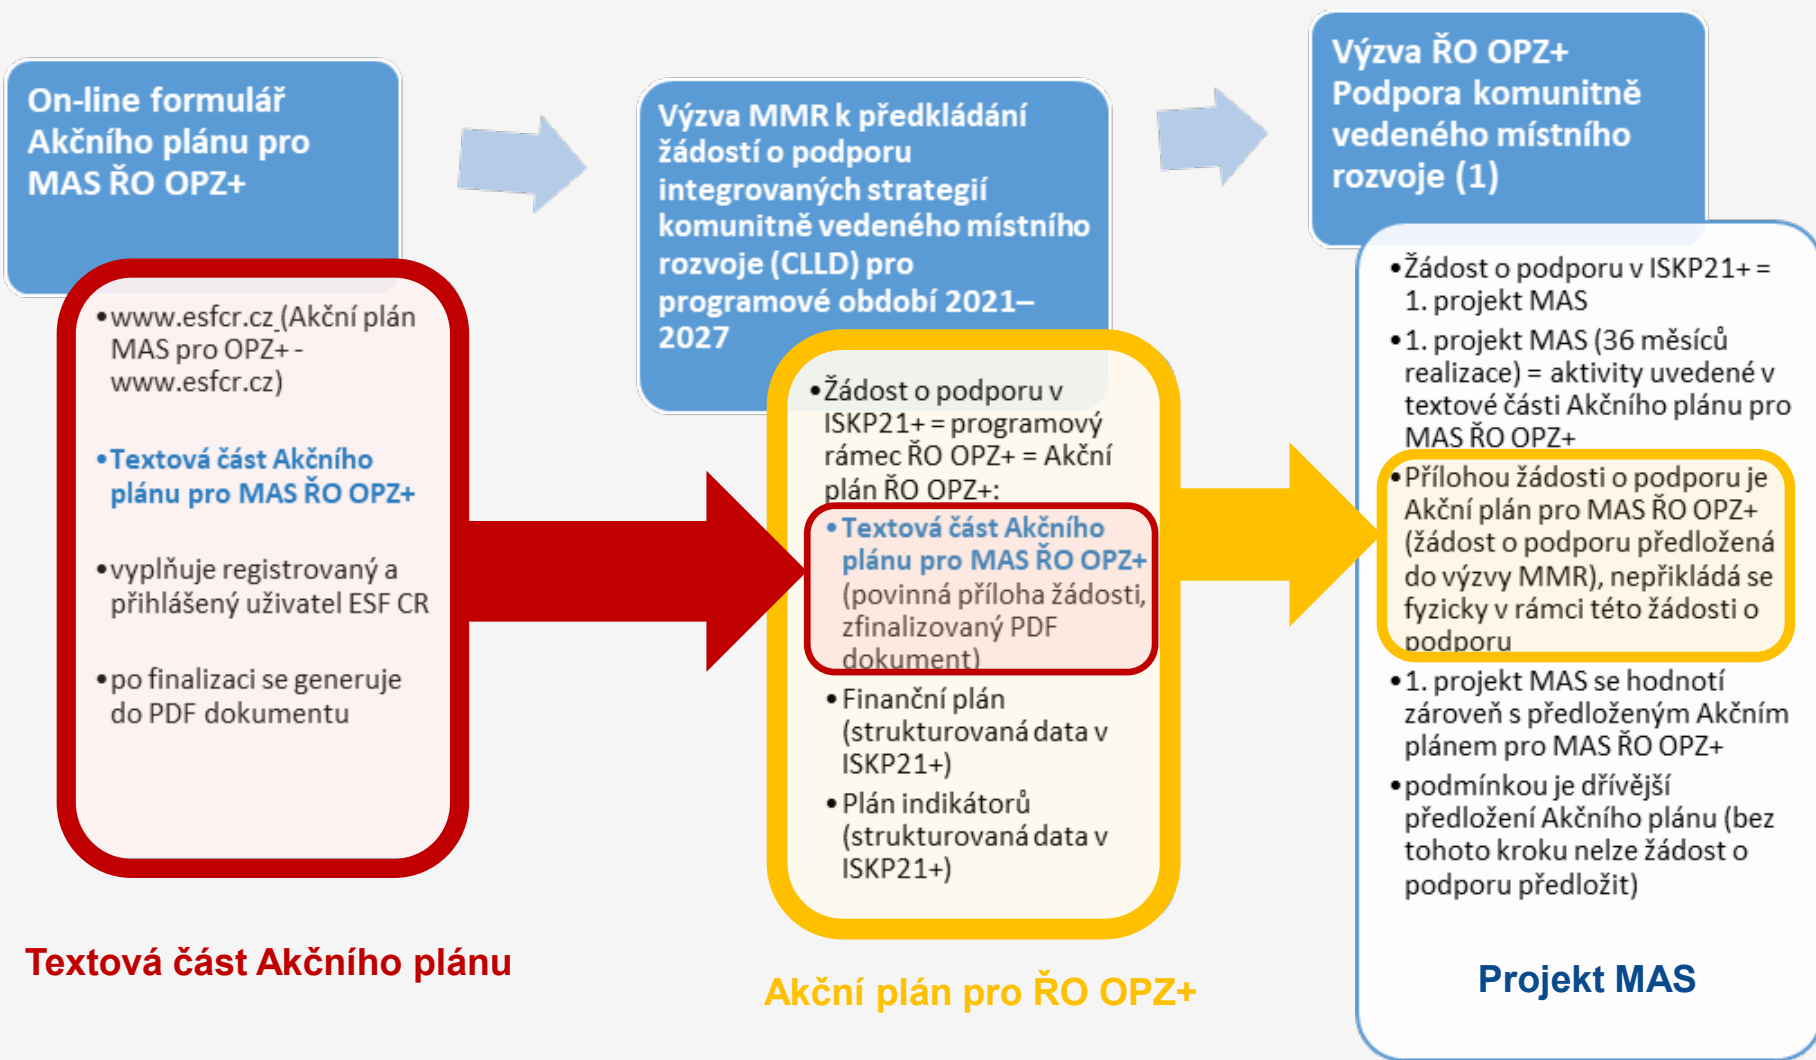 On-line formulář
Akčního plánu pro
MAS ŘO OPZ+
•www.esfcr.cz (Akční plán
MAS pro OPZ+ -
www.esfcr.cz)
•Textová část Akčního
plánu pro MAS ŘO OPZ+
•vyplňuje registrovaný a
přihlášený uživatel ESF CR
•po finalizaci se generuje
do PDF dokumentu
Textová část Akčního plánu
Výzva MMR k předkládání
žádostí o podporu
integrovaných strategií
komunitně vedeného místního
rozvoje (CLLD) pro
programové období 2021–
2027
•Žádost o podporu v
ISKP21+ = programový
rámec ŘO OPZ+ = Akční
plán ŘO OPZ+:
•Textová část Akčního
plánu pro MAS ŘO OPZ+
(povinná příloha žádosti,
zfinalizovaný PDF
dokument)
•Finanční plán
(strukturovaná data v
ISKP21+)
•Plán indikátorů
(strukturovaná data v
ISKP21+)
Akční plán pro ŘO OPZ+
Výzva ŘO OPZ+
Podpora komunitně
vedeného místního
rozvoje (1)
•Žádost o podporu v ISKP21+ =
1. projekt MAS
•1. projekt MAS (36 měsíců
realizace) = aktivity uvedené v
textové části Akčního plánu pro
MAS ŘO OPZ+
•Přílohou žádosti o podporu je
Akční plán pro MAS ŘO OPZ+
(žádost o podporu předložená
do výzvy MMR), nepřikládá se
fyzicky v rámci této žádosti o
podporu
•1. projekt MAS se hodnotí
zároveň s předloženým Akčním
plánem pro MAS ŘO OPZ+
•podmínkou je dřívější
předložení Akčního plánu (bez
tohoto kroku nelze žádost o
podporu předložit)
Projekt MAS